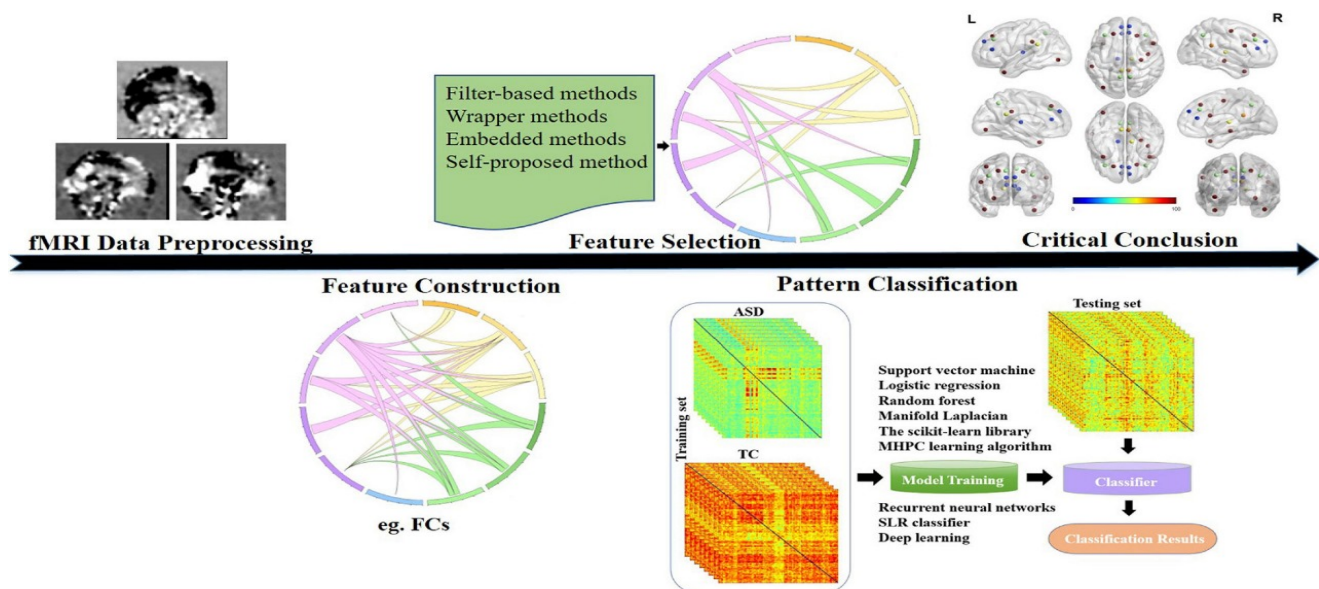 fMRI Data Preprocessing
Filter-based methods
Wrapper methods
Embedded methods
Self-proposed method
Feature Selection
L
R
0
100
Critical Conclusion
Feature Construction
eg. FCs
Pattern Classification
Training set
ASD
TC
Support vector machine
Logistic regression
Random forest
Manifold Laplacian
The scikit-learn library
MHPC learning algorithm
Model Training
Recurrent neural networks
SLR classifier
Deep learning
Testing set
Classifier
Classification Results